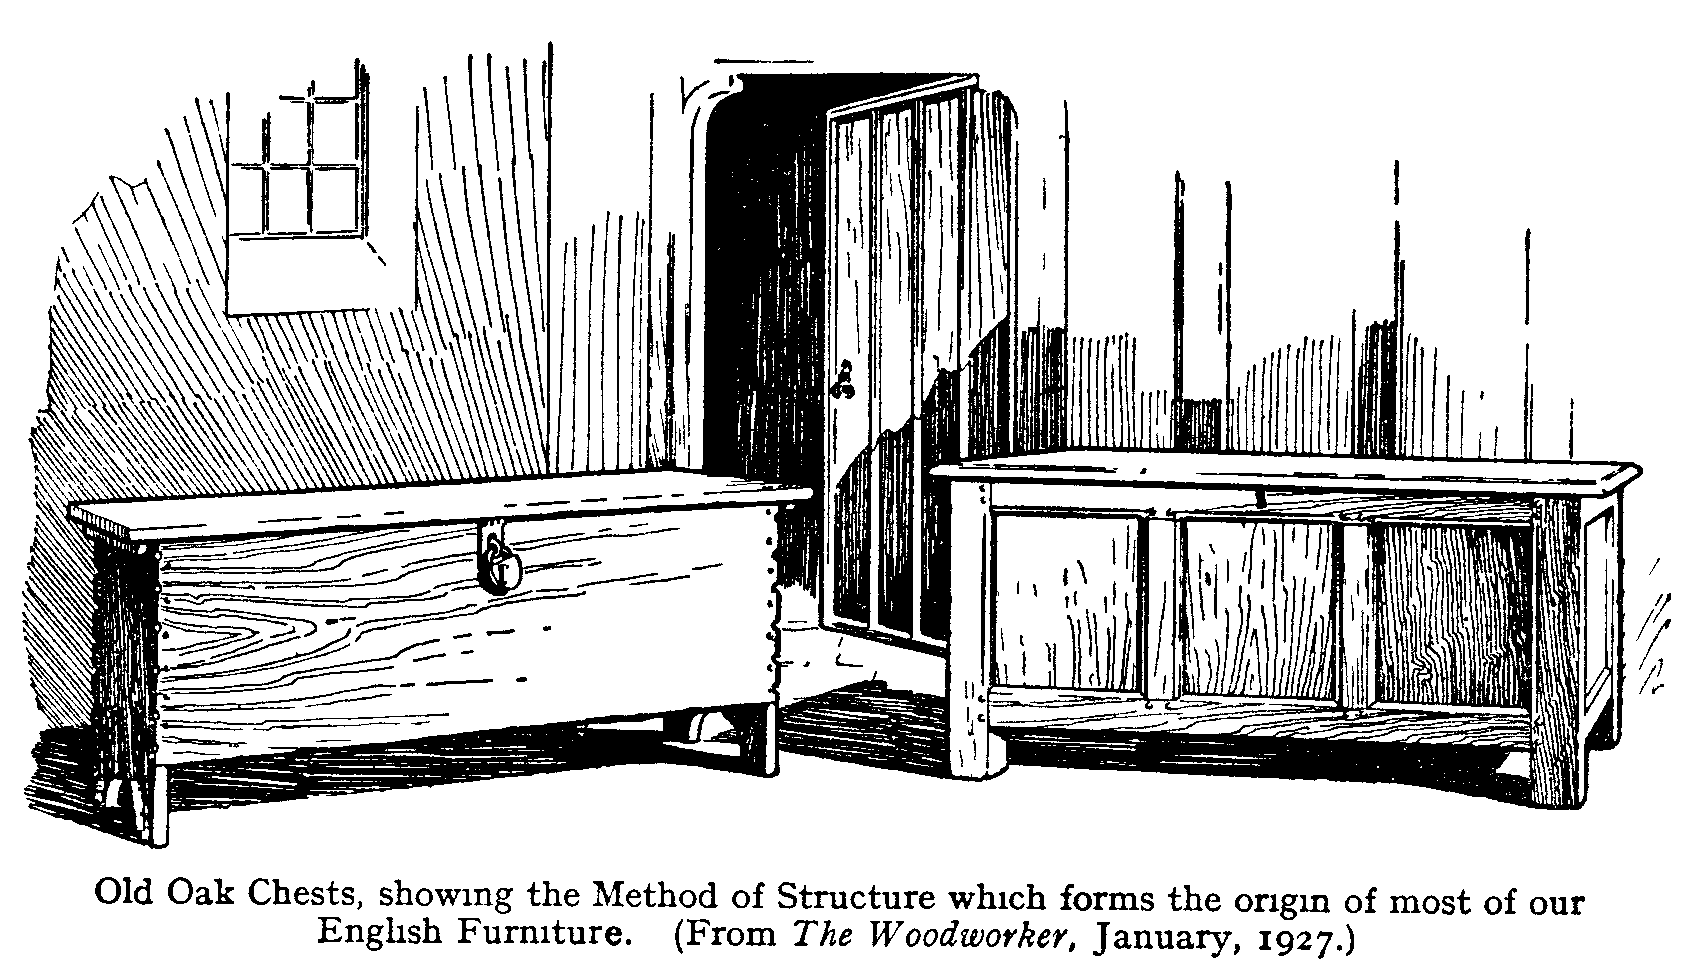 Old Oak Chests, showing the Method of Structure which forms the origin of most of our
English Furniture. (From The Woodworker, January, 1927.)